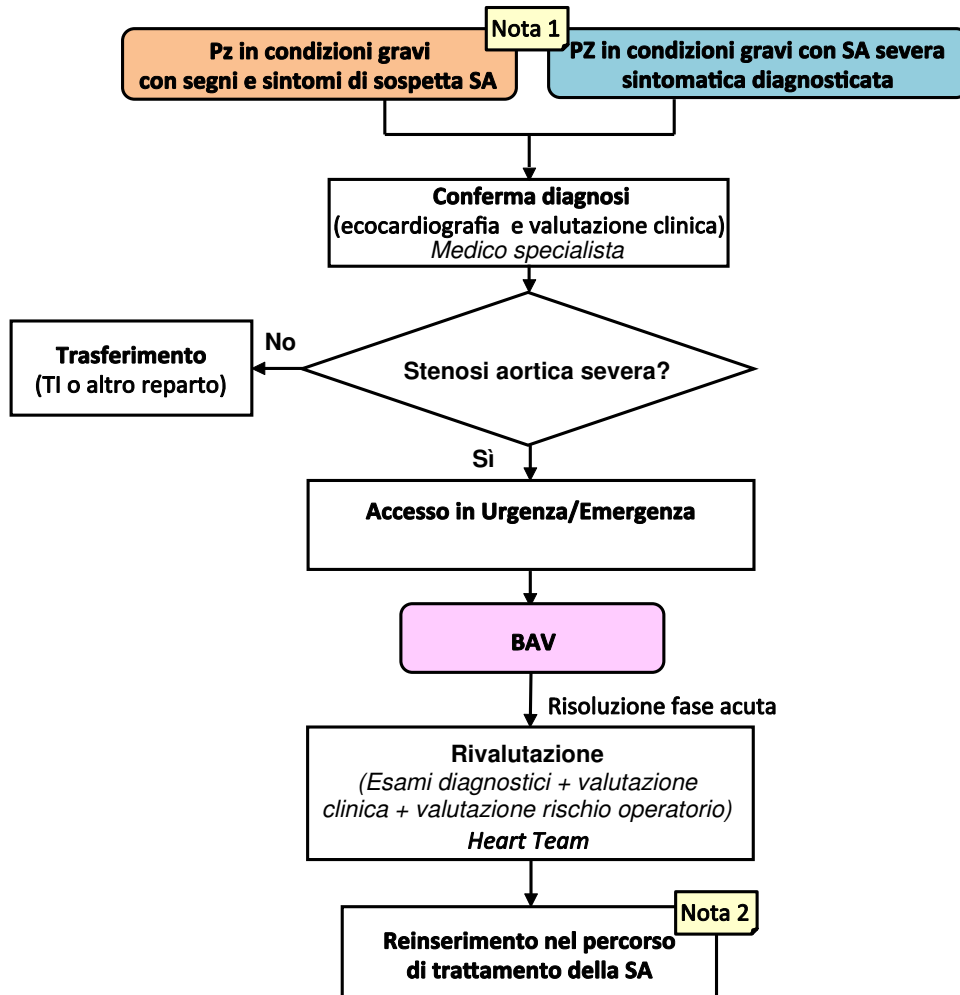 Nota 1
Pz in condizioni gravi
con segni e sintomi di sospetta SA
PZ in condizioni gravi con SA severa
sintomatica diagnosticata
Conferma diagnosi
(ecocardiografia e valutazione clinica)
Medico specialista
No
Trasferimento
(TI o altro reparto)
Stenosi aortica severa?
Sì
Accesso in Urgenza/Emergenza
BAV
Risoluzione fase acuta
Rivalutazione
(Esami diagnostici + valutazione
clinica + valutazione rischio operatorio)
Heart Team
Nota 2
Reinserimento nel percorso
di trattamento della SA